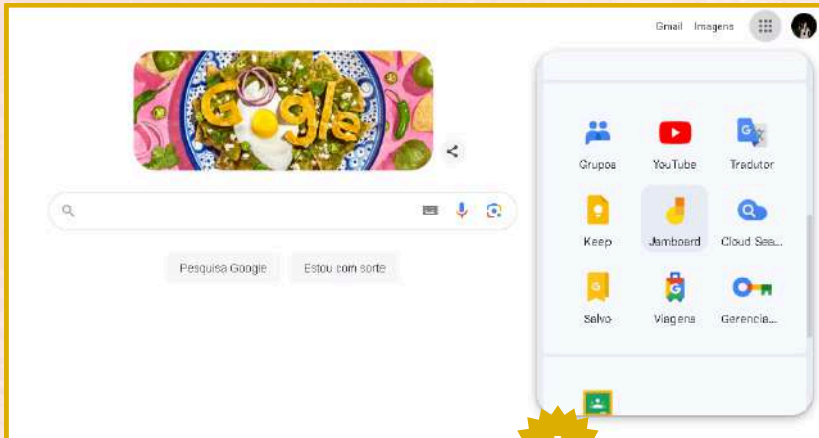 Gmail Imagens
Google
Grupos YouTube Tradutor
Keep Jamboard Cloud Sea...
Pesquisa Google Estou com sorte
Salvo Viagens Gerencia...